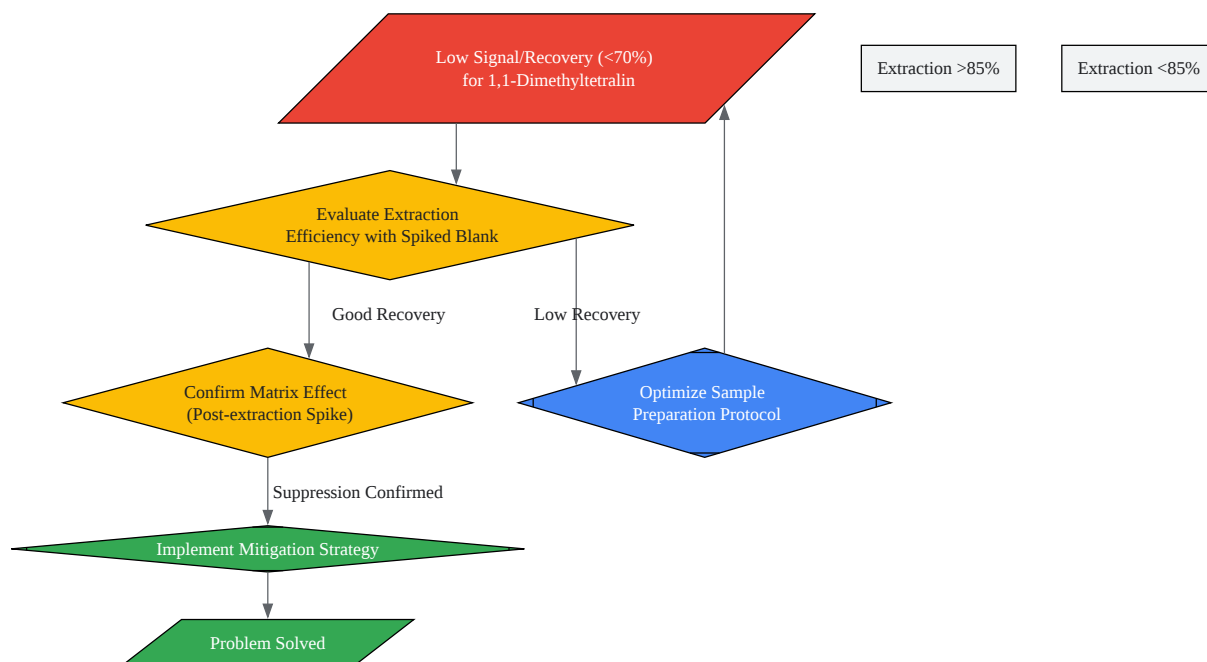 Low Signal/Recovery (<70%)
for 1,1-Dimethyltetralin
Extraction >85%
Extraction <85%
Evaluate Extraction
Efficiency with Spiked Blank
Good Recovery
Low Recovery
Confirm Matrix Effect
(Post-extraction Spike)
Optimize Sample
Preparation Protocol
Suppression Confirmed
Implement Mitigation Strategy
Problem Solved